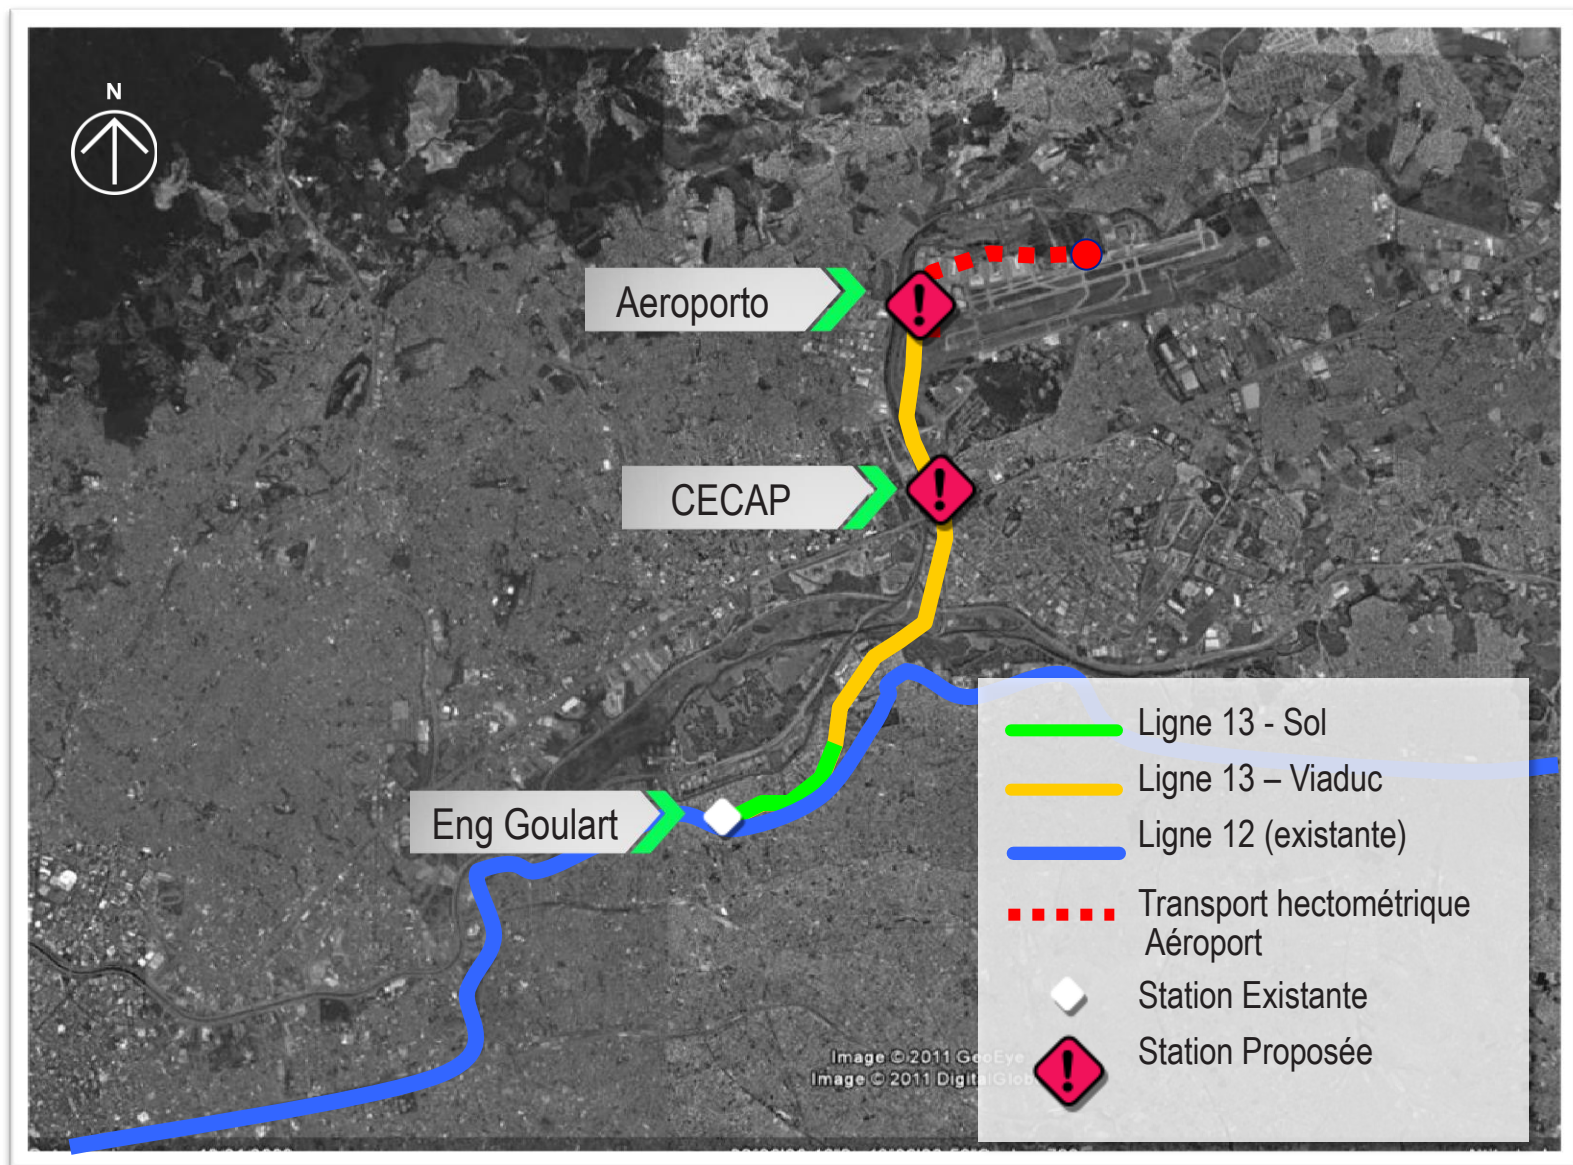 N
Aeroporto
CECAP
Eng Goulart
Ligne 13 - Sol
Ligne 13 – Viaduc
Ligne 12 (existante)
Transport hectométrique
Aéroport
Station Existante
Station Proposée
Image © 2011 GeoEye
Image © 2011 DigitalGlob